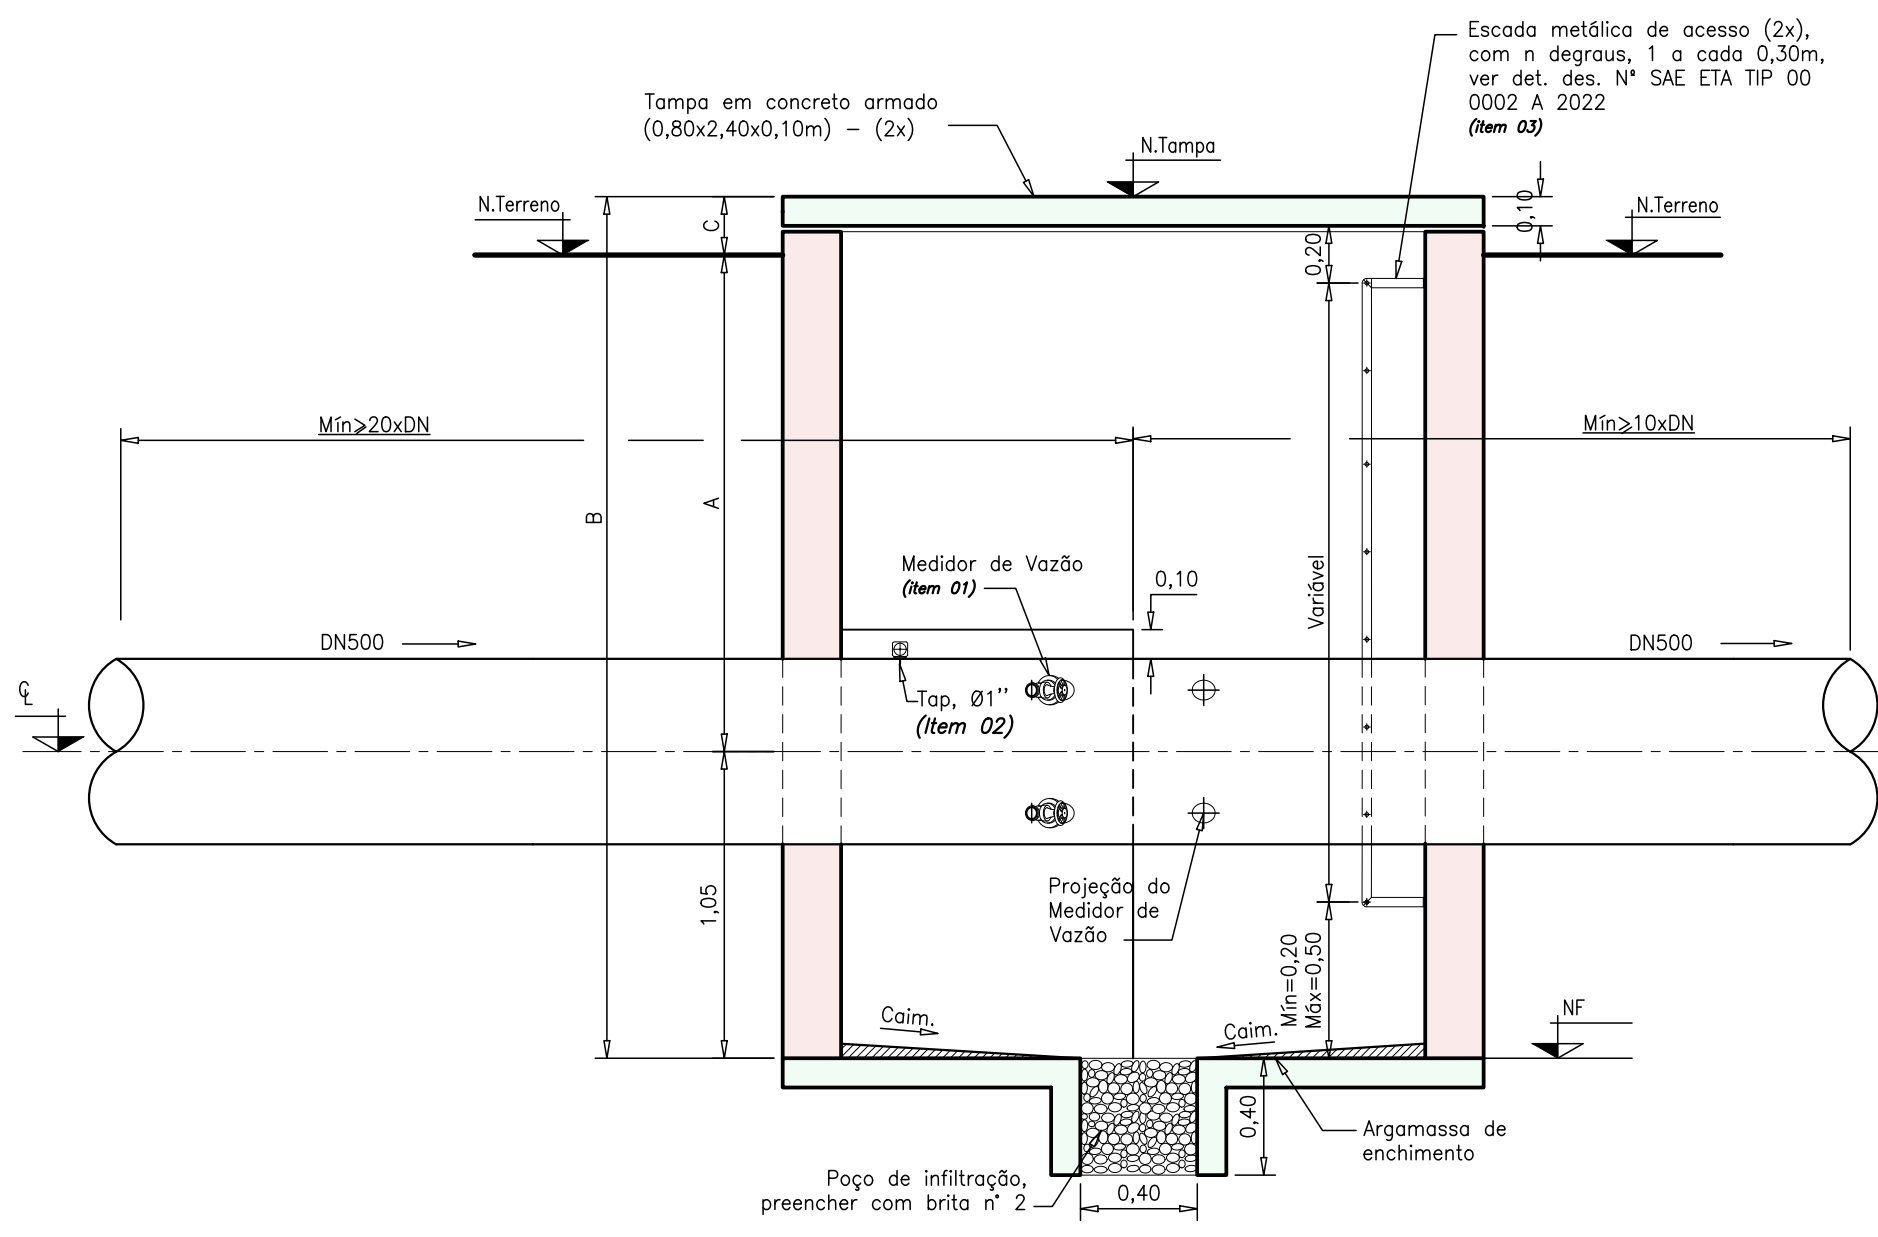 Escada metálica de acesso (2x),
com n degraus, 1 a cada 0,30m,
ver det. des. Nª SAE ETA TIP 00
0002 A 2022
(item 03)
Tampa em concreto armado
(0,80x2,40x0,10m) – (2x)
N.Tampa
N.Terreno
C
0,10
N.Terreno
0,20
Mín⩾20xDN
Mín⩾10xDN
B
A
Medidor de Vazão
(item 01)
0,10
Variável
DN500
DN500
℄
Tap, Ø1’’
(Item 02)
1,05
Projeção do
Medidor de
Vazão
Mín=0,20
Máx=0,50
Caim.
Caim.
NF
0,40
Argamassa de
enchimento
Poço de infiltração,
preencher com brita n° 2
0,40